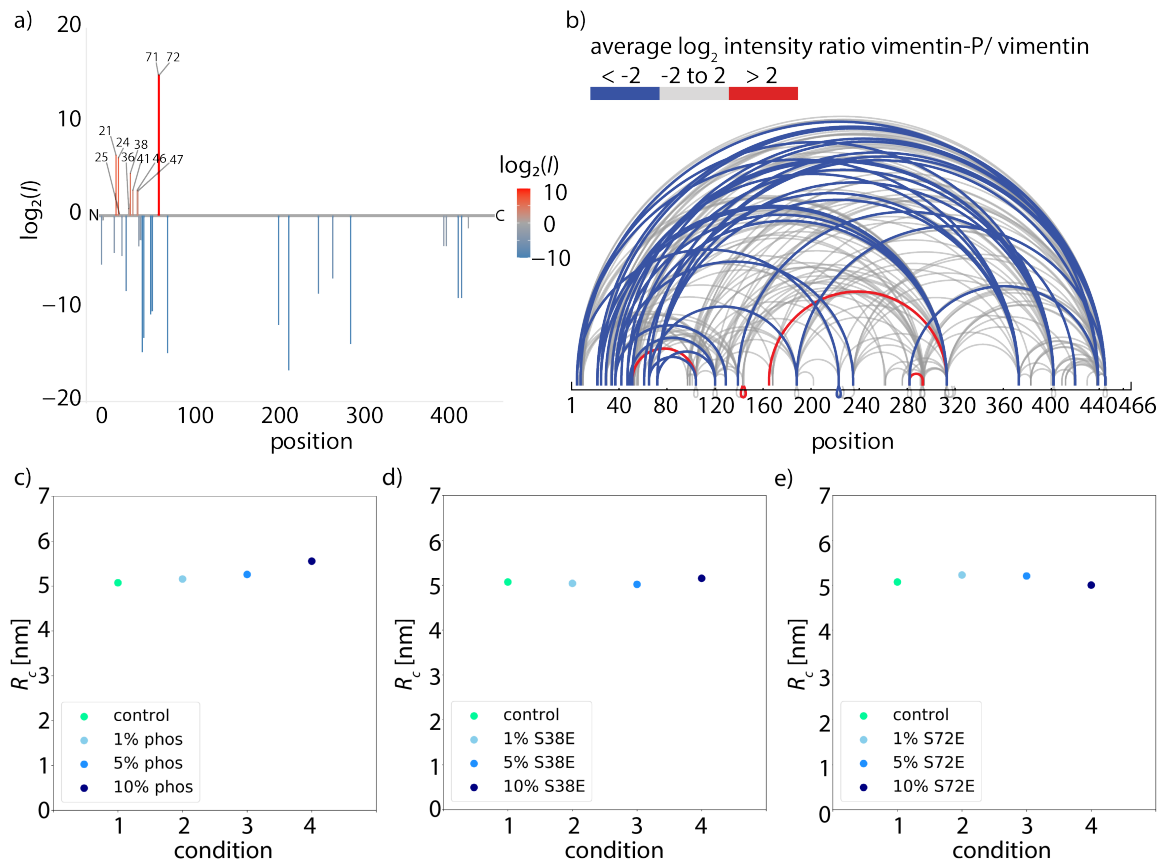 a)
20
10
0
−10
−20
log2(I)
71 72
21
24
38
25
36
41
46
47
N
C
0
100
200
300
400
position
log2(I)
10
0
−10
b)
average log2 intensity ratio vimentin-P/ vimentin
< -2 -2 to 2 > 2
1 40 80 120 160 200 240 280 320 360 400 440 466
position
c)
7
6
5
4
3
2
1
0
Rc [nm]
control
1% phos
5% phos
10% phos
1 2 3 4
condition
d)
7
6
5
4
3
2
1
0
Rc [nm]
control
1% S38E
5% S38E
10% S38E
1 2 3 4
condition
e)
7
6
5
4
3
2
1
0
Rc [nm]
control
1% S72E
5% S72E
10% S72E
1 2 3 4
condition